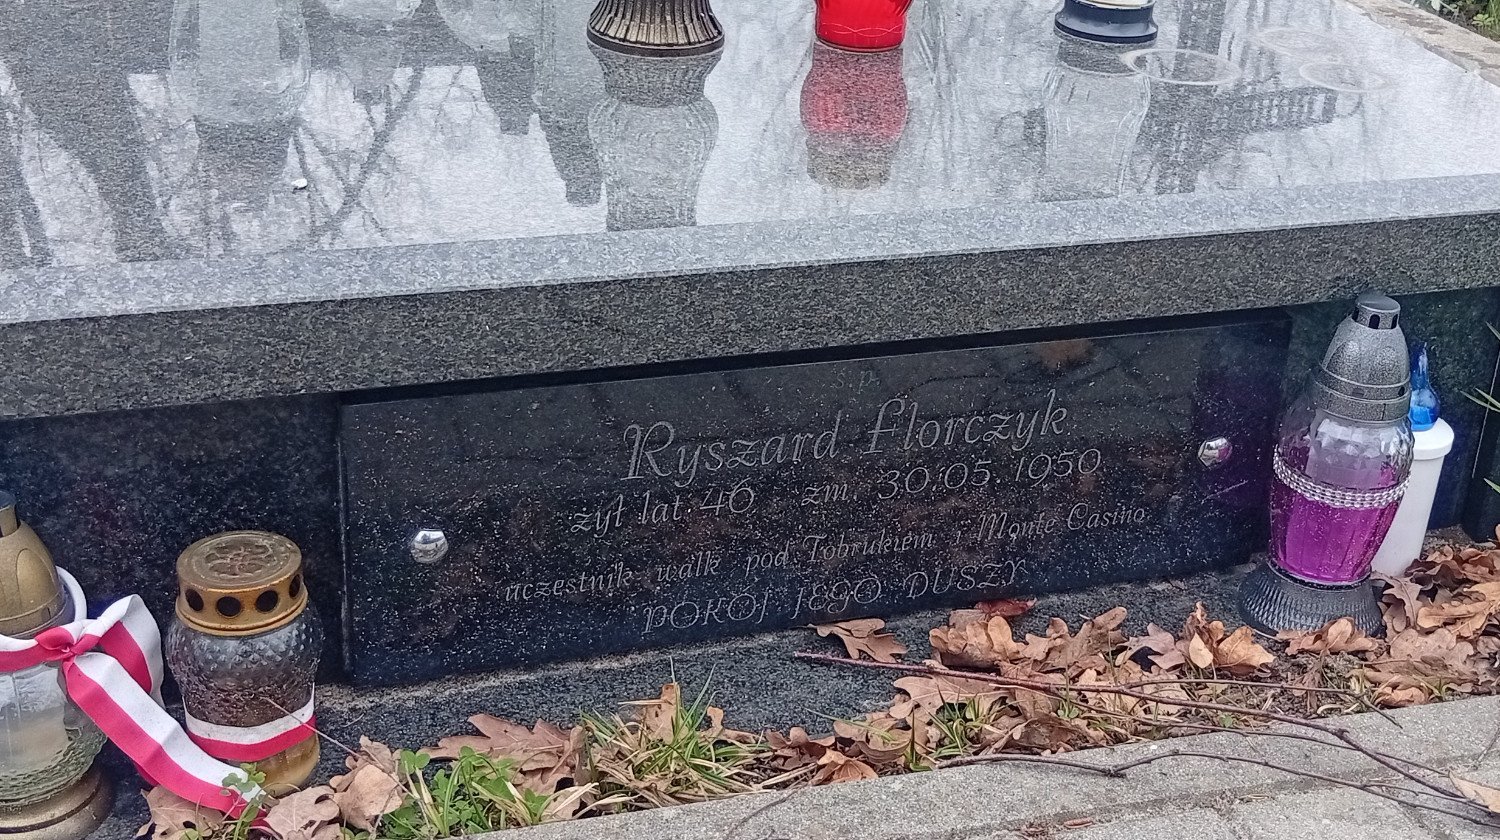 ś.p.
Ryszard Florczyk
żył lat 46 zm. 30.05.1950
uczestnik walk pod Tobrukiem i Monte Casino
POKÓJ JEGO DUSZY